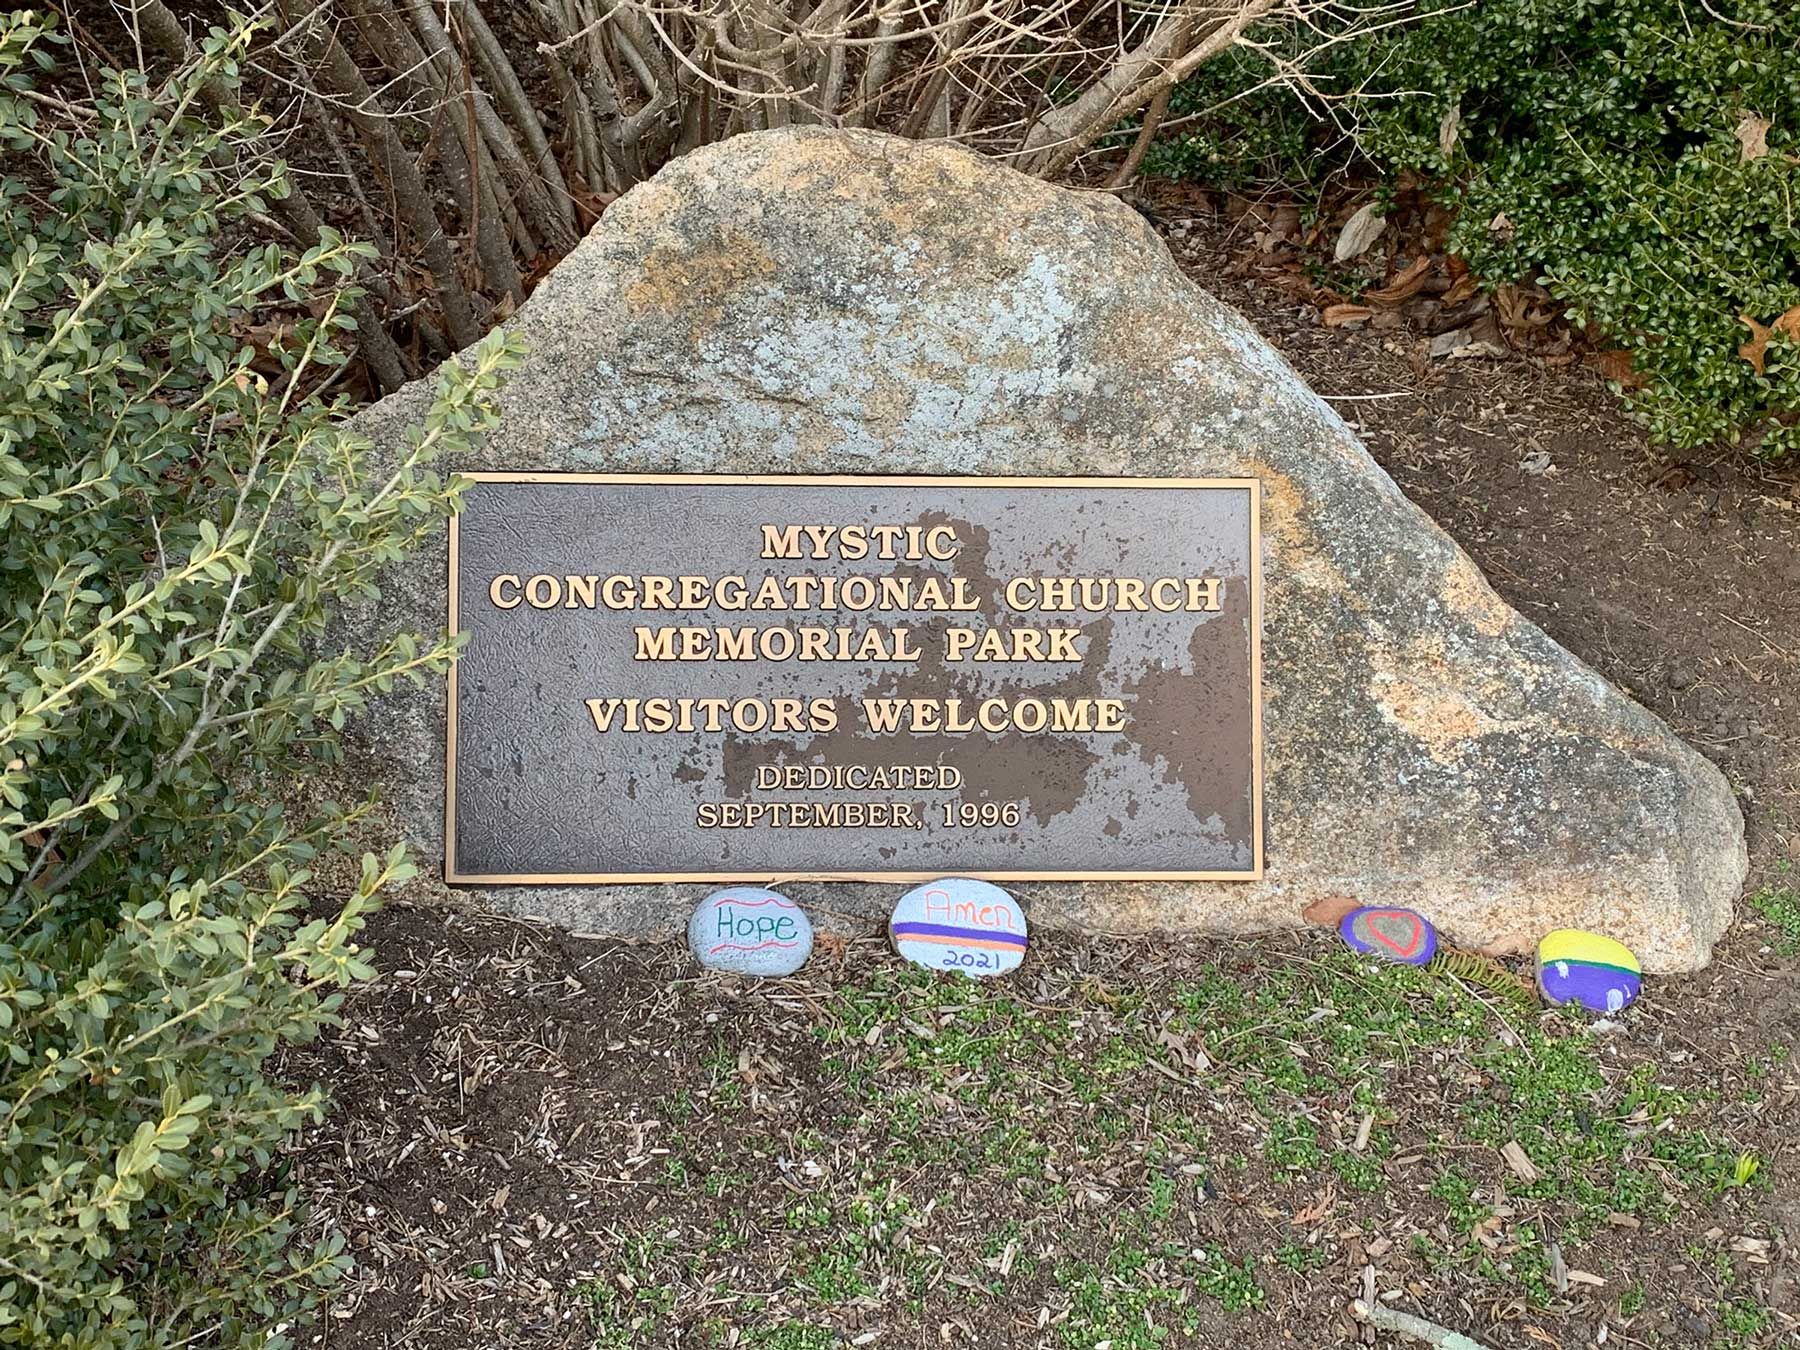 MYSTIC
CONGREGATIONAL CHURCH
MEMORIAL PARK
VISITORS WELCOME
DEDICATED
SEPTEMBER, 1996
Hope
Amen
2021